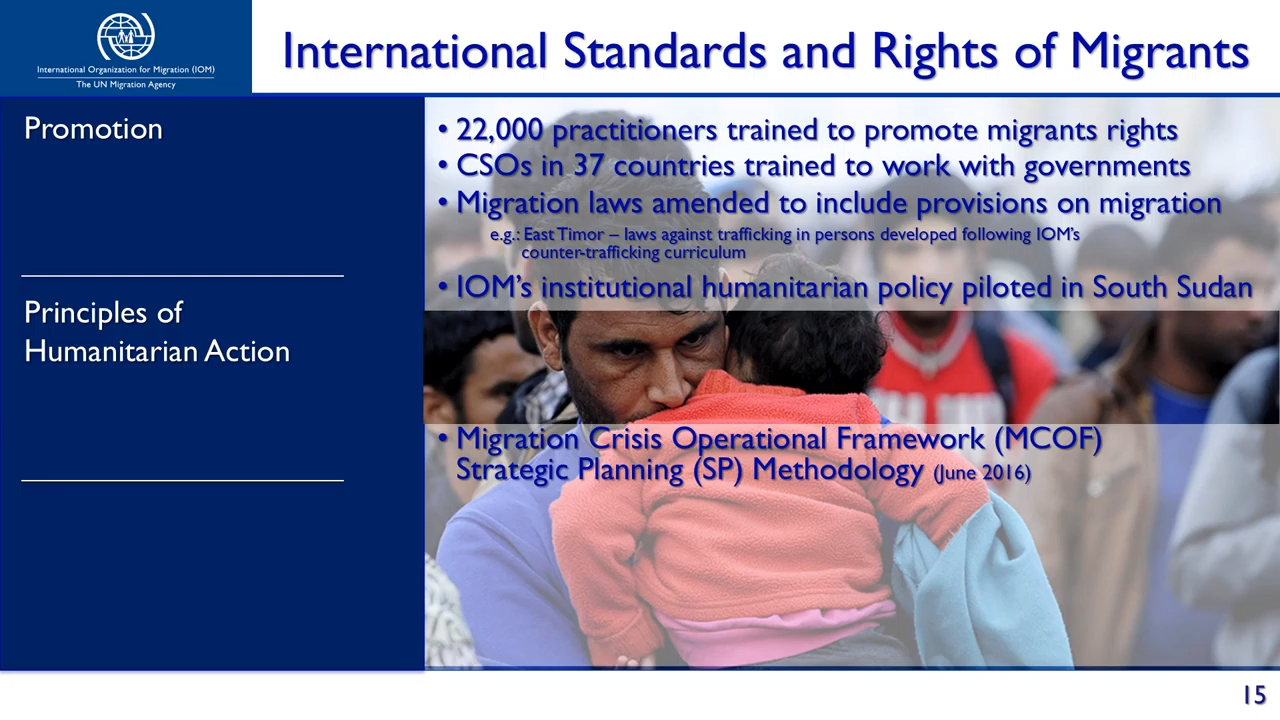 International Organization for Migration (IOM)
The UN Migration Agency
International Standards and Rights of Migrants
Promotion
• 22,000 practitioners trained to promote migrants rights
• CSOs in 37 countries trained to work with governments
• Migration laws amended to include provisions on migration
e.g.: East Timor – laws against trafficking in persons developed following IOM’s
counter-trafficking curriculum
• IOM’s institutional humanitarian policy piloted in South Sudan
Principles of
Humanitarian Action
• Migration Crisis Operational Framework (MCOF)
Strategic Planning (SP) Methodology (June 2016)
15